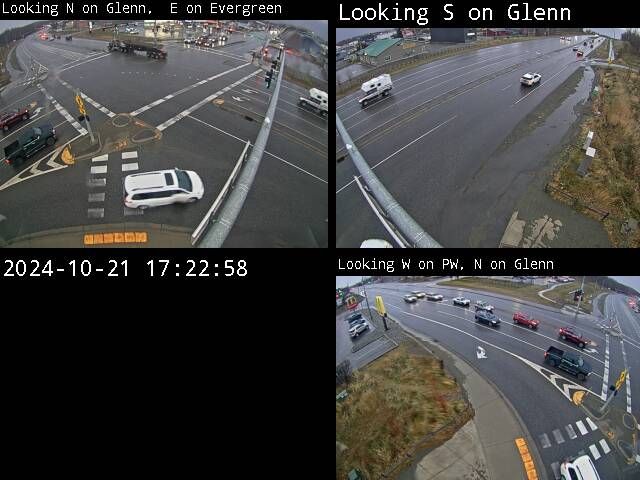 Looking N on Glenn,  E on Evergreen
Looking S on Glenn
2024-10-21 17:22:58
Looking W on PW, N on Glenn